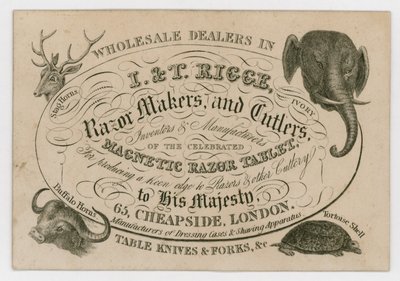 WHOLESALE DEALERS IN
Stag Horns,
IVORY
I. & T. RIGGE,
Razor Makers, and Cutlers,
Inventors & Manufacturers
OF THE CELEBRATED
MAGNETIC RAZOR TABLET,
For producing a keen edge to Razors & other Cutlery
to His Majesty,
65, CHEAPSIDE, LONDON.
Manufacturers of Dressing Cases & Shaving Apparatus
Buffalo Horns
Tortoise Shell
TABLE KNIVES & FORKS, &c